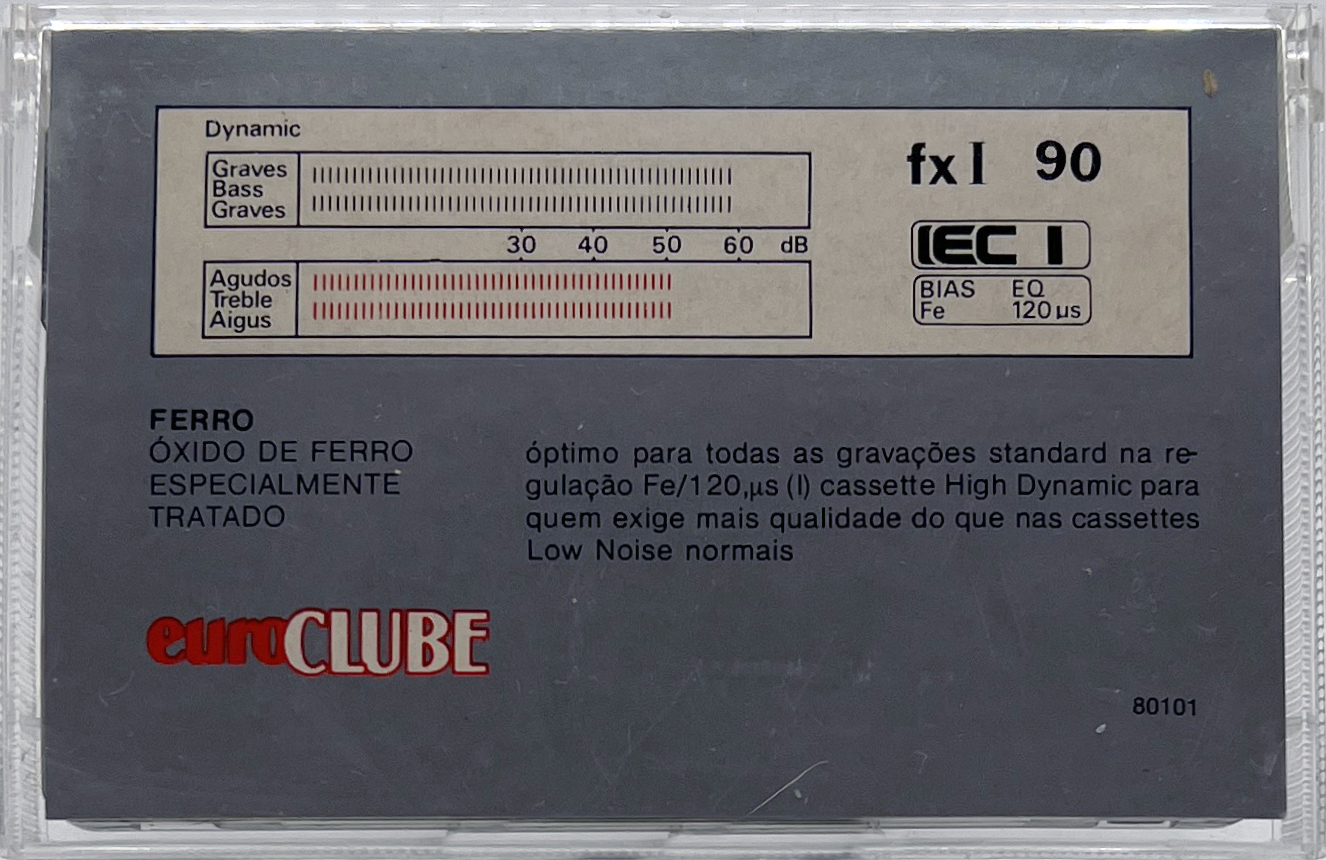 Dynamic
Graves
Bass
Graves
30 40 50 60 dB
Agudos
Treble
Aigus
fx I 90
IEC I
BIAS EQ
Fe 120 µs
FERRO
ÓXIDO DE FERRO
ESPECIALMENTE
TRATADO
óptimo para todas as gravações standard na re-
gulação Fe/120,µs (I) cassette High Dynamic para
quem exige mais qualidade do que nas cassettes
Low Noise normais
euroCLUBE
80101